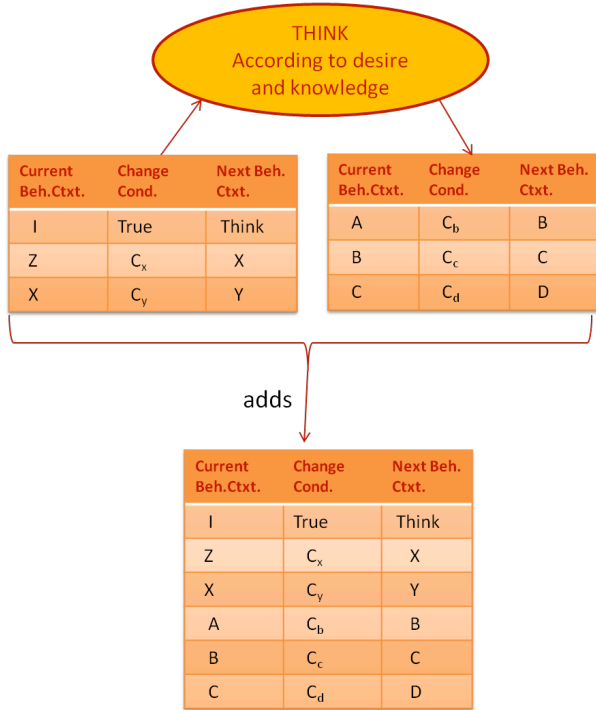 THINK
According to desire
and knowledge
Current Beh.Ctxt. Change Cond. Next Beh. Ctxt.
I True Think
Z Cx X
X Cy Y
Current Beh.Ctxt. Change Cond. Next Beh. Ctxt.
A Cb B
B Cc C
C Cd D
adds
Current Beh.Ctxt. Change Cond. Next Beh. Ctxt.
I True Think
Z Cx X
X Cy Y
A Cb B
B Cc C
C Cd D